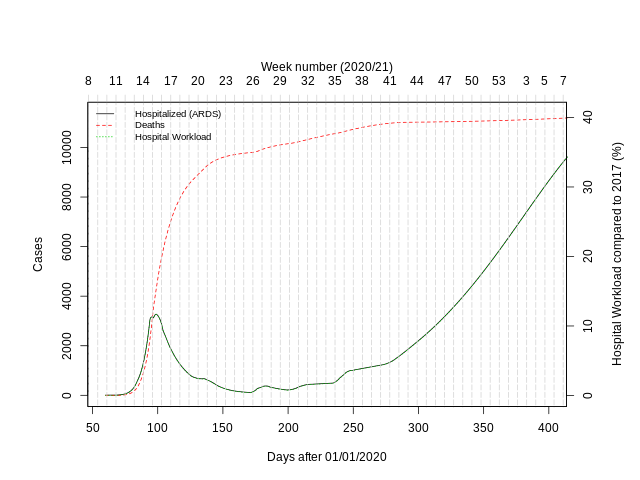 Week number (2020/21)
8 11 14 17 20 23 26 29 32 35 38 41 44 47 50 53 3 5 7
Hospitalized (ARDS)
Deaths
Hospital Workload
Cases
0 2000 4000 6000 8000 10000
0 10 20 30 40
Hospital Workload compared to 2017 (%)
50 100 150 200 250 300 350 400
Days after 01/01/2020